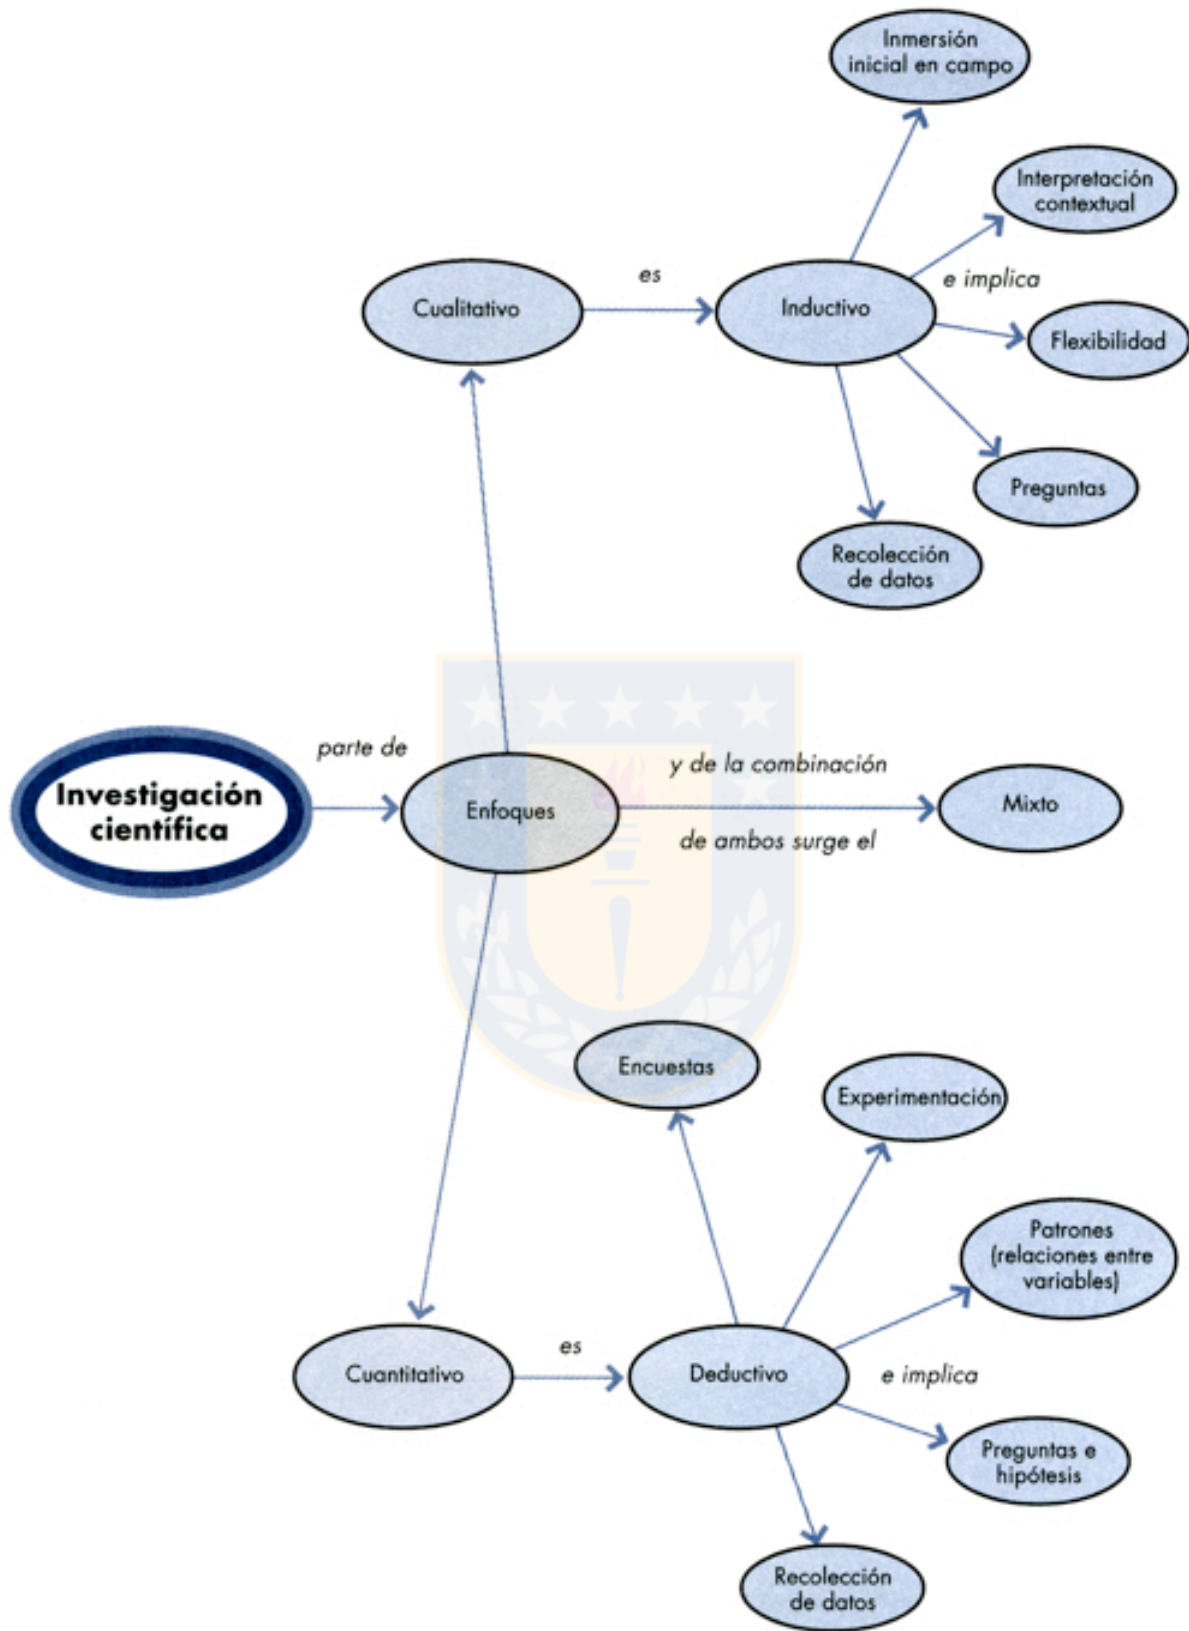 Inmersión
inicial en campo
Interpretación
contextual
es
e implica
Cualitativo
Inductivo
Flexibilidad
Preguntas
Recolección
de datos
parte de
y de la combinación
Investigación
científica
Enfoques
Mixto
de ambos surge el
Encuestas
Experimentación
Patrones
(relaciones entre
variables)
es
Cuantitativo
Deductivo
e implica
Preguntas e
hipótesis
Recolección
de datos